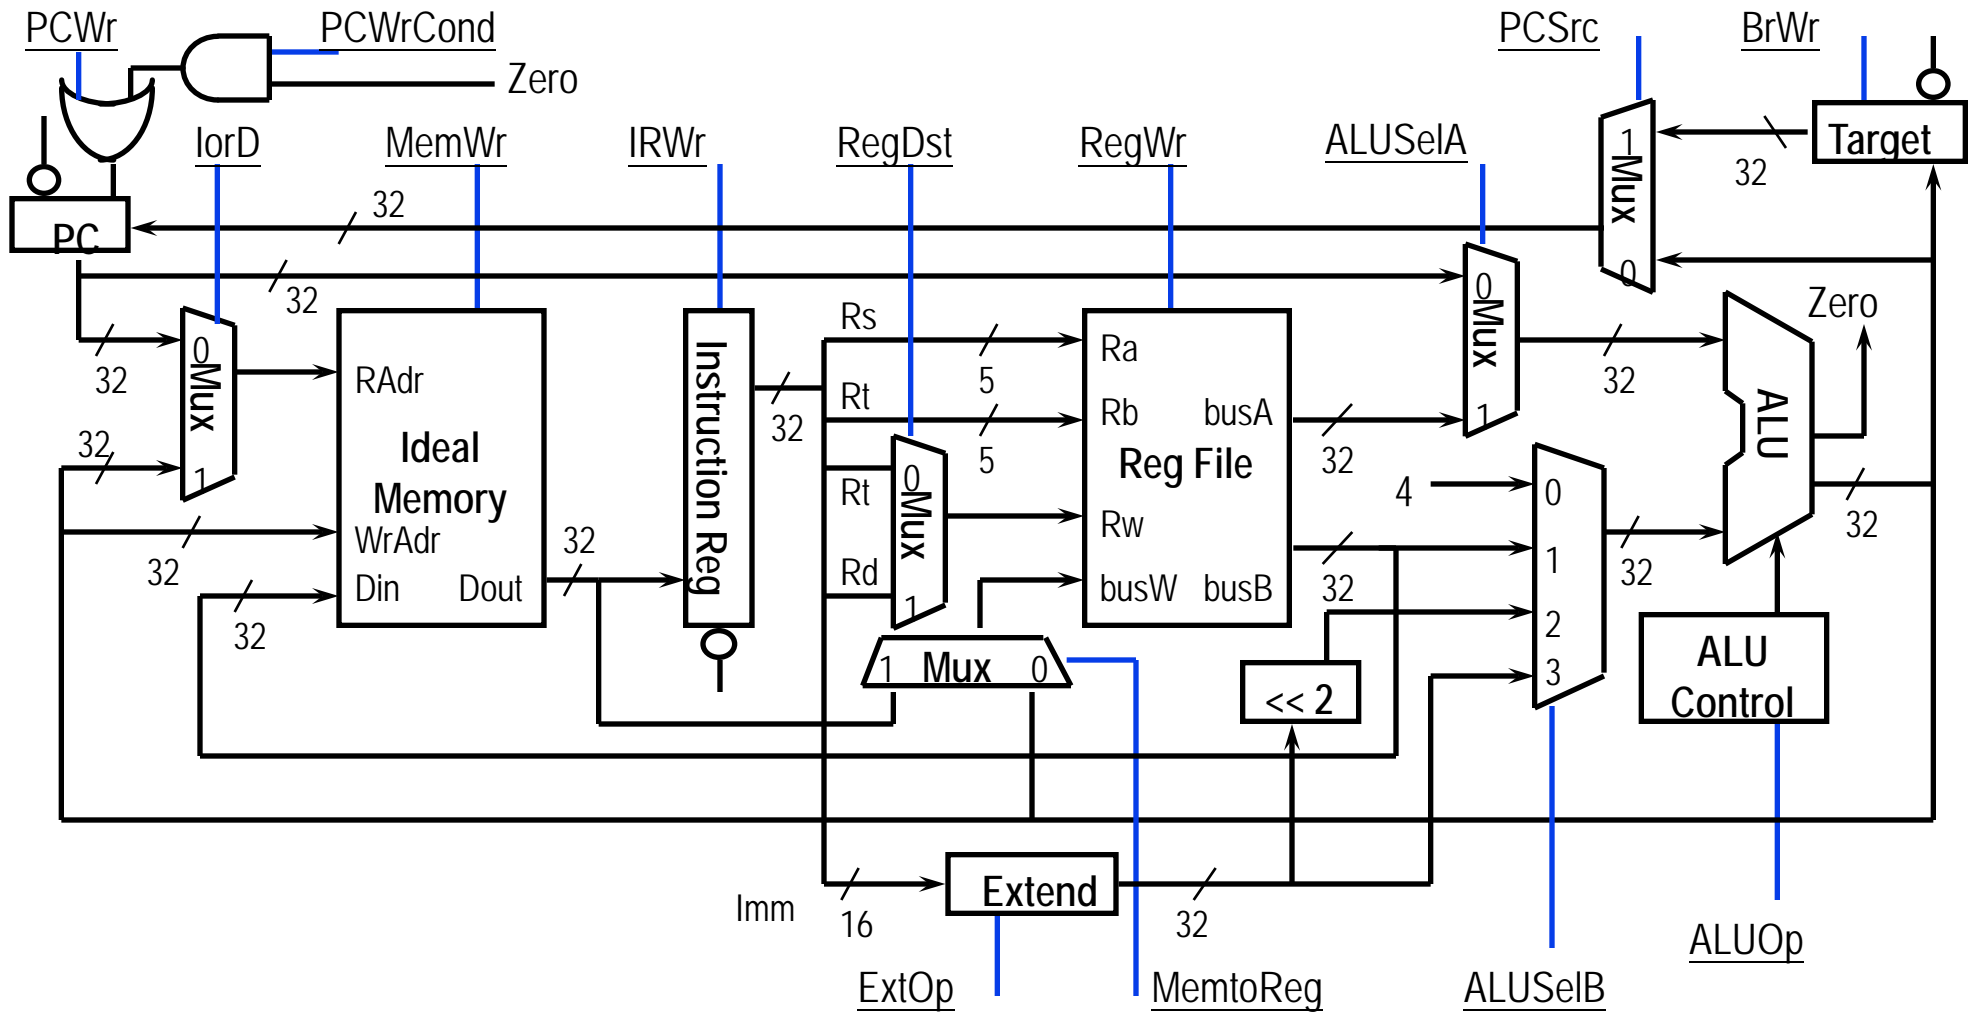 PCWr
PCWrCond
Zero
PCSrc
BrWr
IorD
MemWr
IRWr
RegDst
RegWr
ALUSelA
1
Mux
0
Target
32
PC
32
32
0
Mux
1
32
32
32
32
RAdr
Ideal
Memory
WrAdr
Din
Dout
32
Instruction Reg
32
Rs
5
Rt
5
Rt
Rd
0
Mux
1
Ra
Rb
busA
Reg File
Rw
busW
busB
32
32
0
Mux
1
32
4
0
1
2
3
32
ALU
Zero
32
1
Mux
0
<< 2
ALU
Control
Imm
16
Extend
32
ExtOp
MemtoReg
ALUSelB
ALUOp